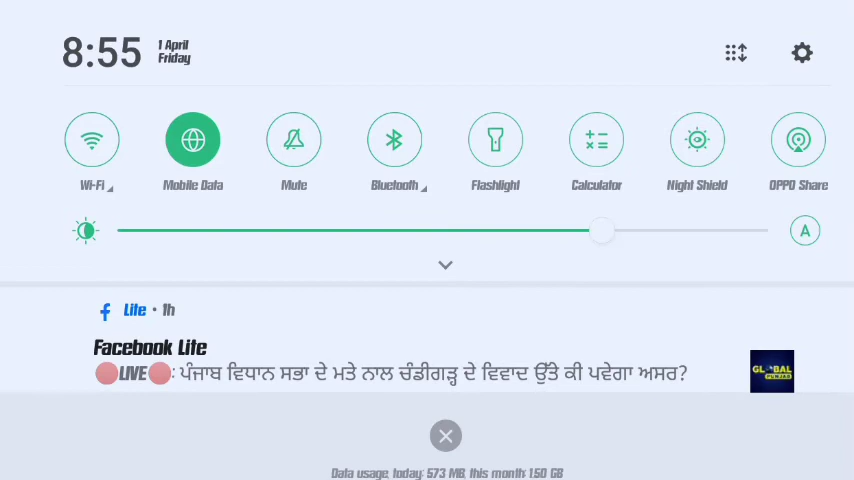 8:55
1 April
Friday
Wi-Fi
Mobile Data
Mute
Bluetooth
Flashlight
Calculator
Night Shield
OPPO Share
A
Lite • 1h
Facebook Lite
🔴LIVE🔴: ਪੰਜਾਬ ਵਿਧਾਨ ਸਭਾ ਦੇ ਮਤੇ ਨਾਲ ਚੰਡੀਗੜ੍ਹ ਦੇ ਵਿਵਾਦ ਉੱਤੇ ਕੀ ਪਵੇਗਾ ਅਸਰ?
GLOBAL
PUNJAB
Data usage, today: 573 MB, this month: 1.50 GB